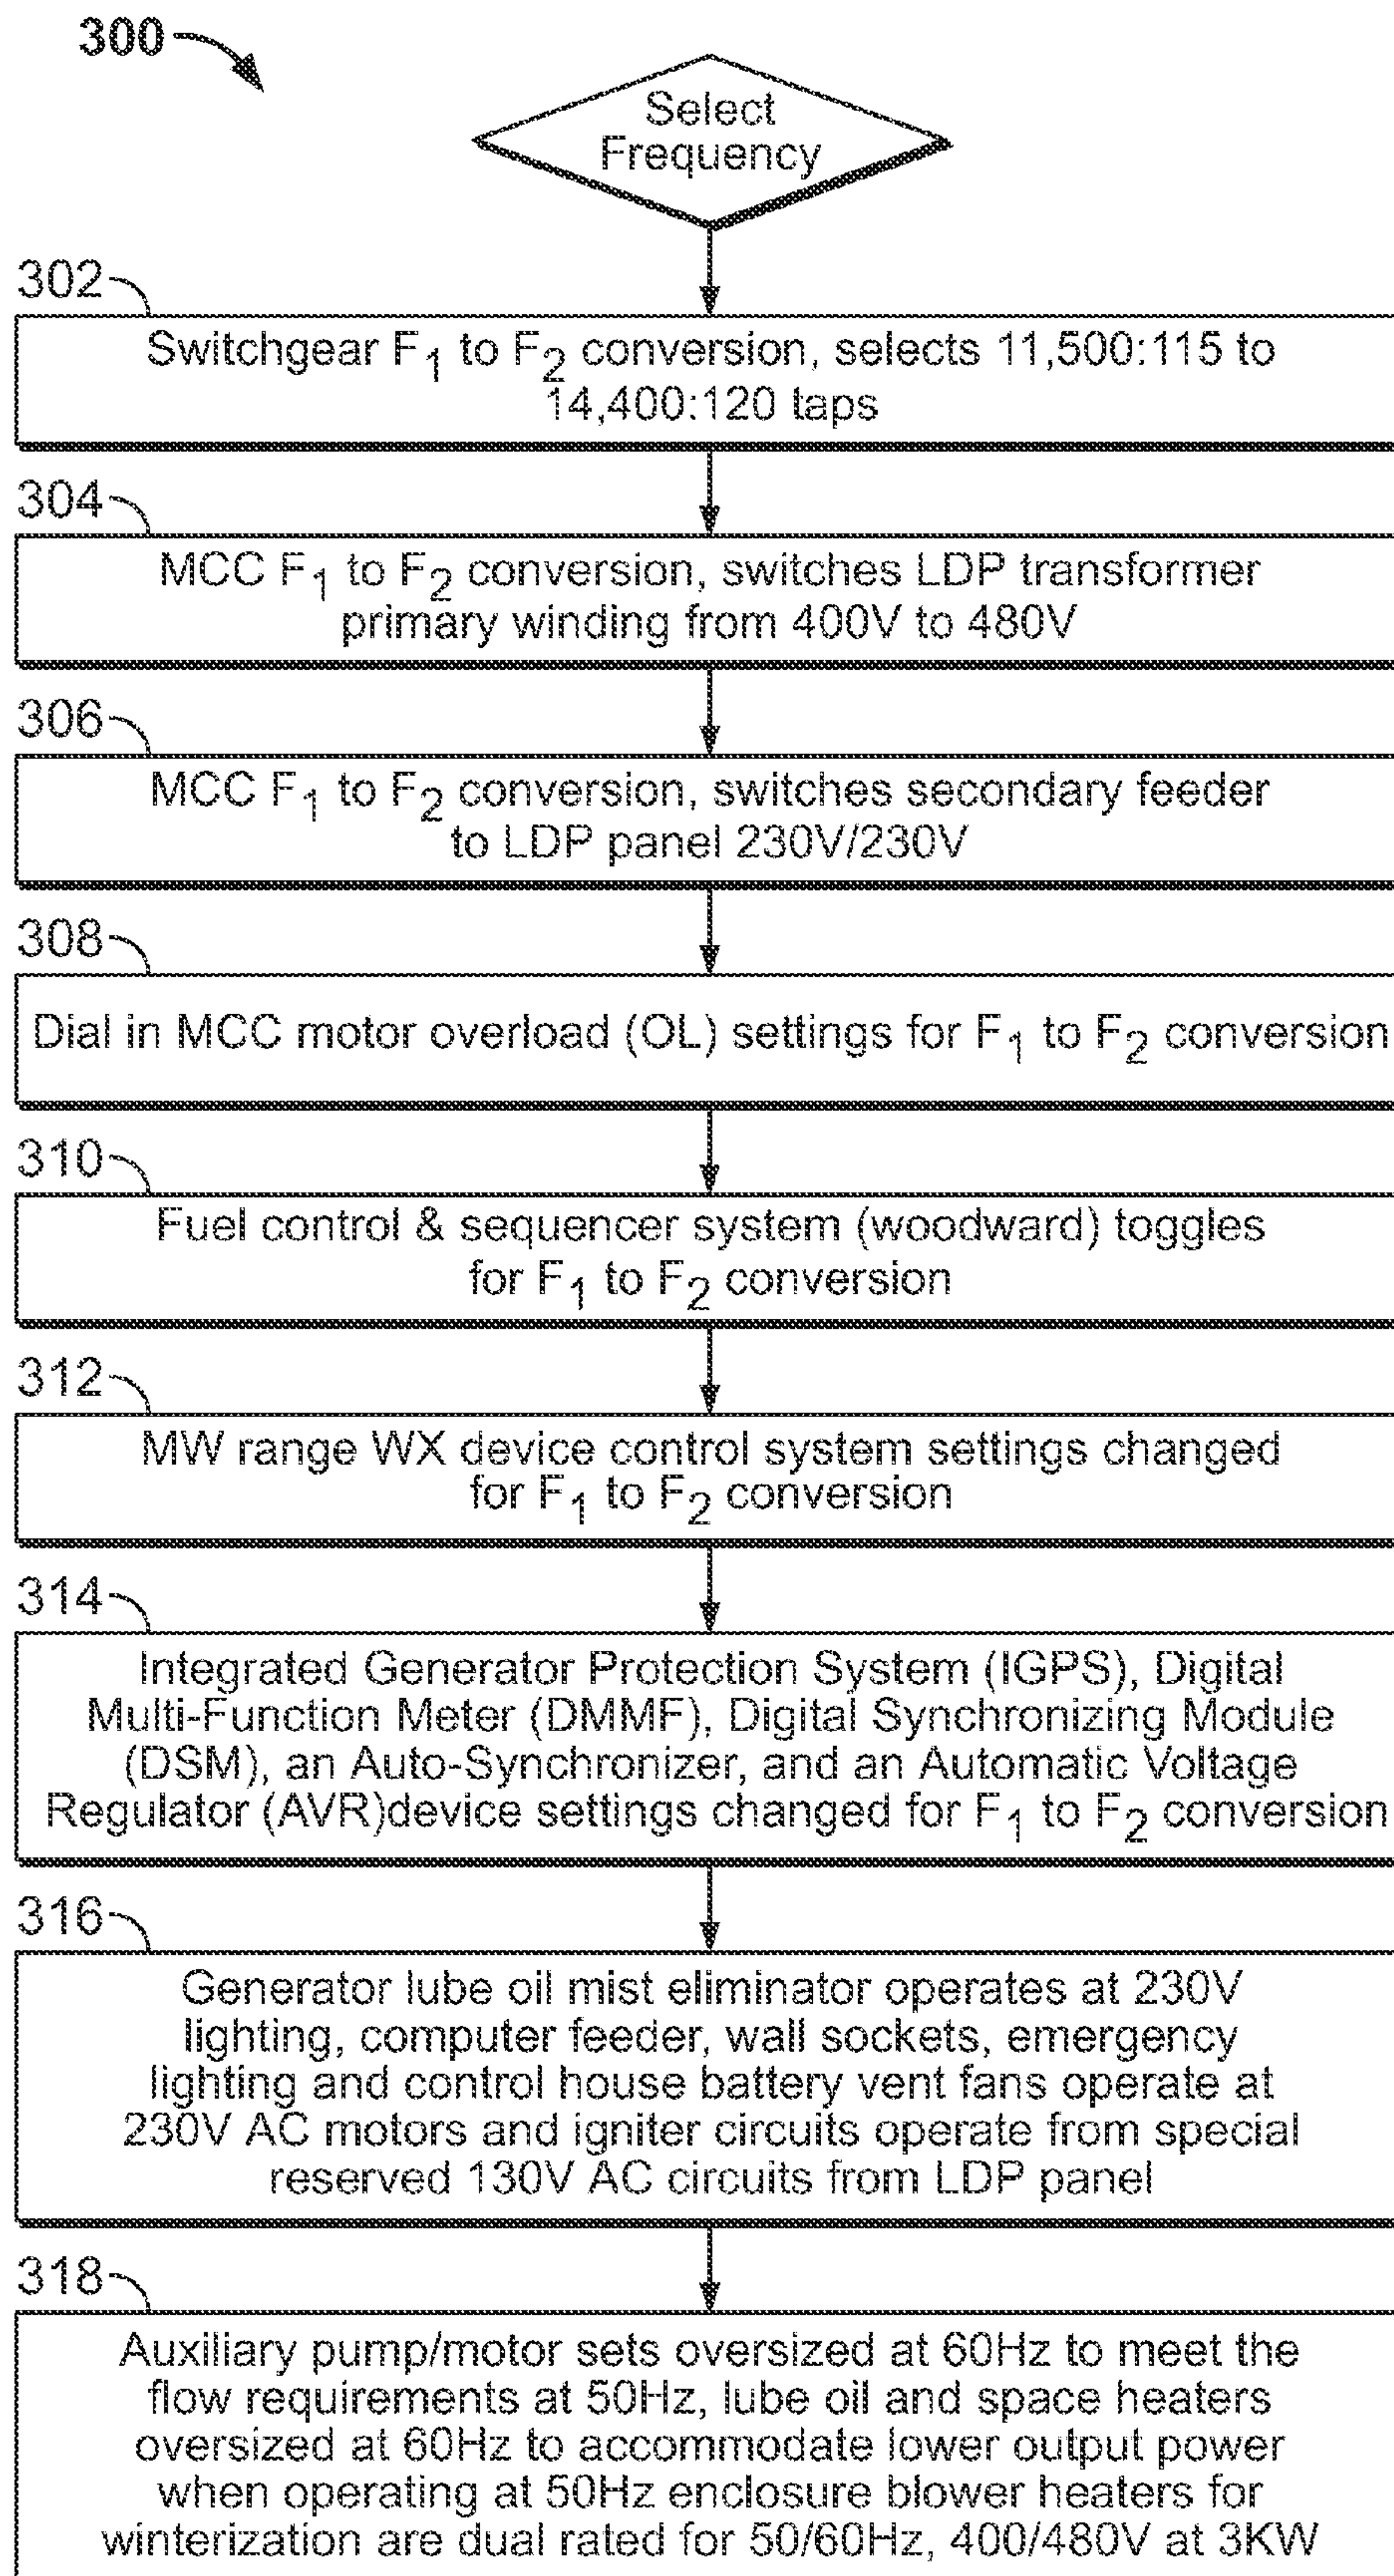 300
Select
Frequency
302
Switchgear F₁ to F₂ conversion, selects 11,500:115 to
14,400:120 taps
304
MCC F₁ to F₂ conversion, switches LDP transformer
primary winding from 400V to 480V
306
MCC F₁ to F₂ conversion, switches secondary feeder
to LDP panel 230V/230V
308
Dial in MCC motor overload (OL) settings for F₁ to F₂ conversion
310
Fuel control & sequencer system (woodward) toggles
for F₁ to F₂ conversion
312
MW range WX device control system settings changed
for F₁ to F₂ conversion
314
Integrated Generator Protection System (IGPS), Digital
Multi-Function Meter (DMMF), Digital Synchronizing Module
(DSM), an Auto-Synchronizer, and an Automatic Voltage
Regulator (AVR)device settings changed for F₁ to F₂ conversion
316
Generator lube oil mist eliminator operates at 230V
lighting, computer feeder, wall sockets, emergency
lighting and control house battery vent fans operate at
230V AC motors and igniter circuits operate from special
reserved 130V AC circuits from LDP panel
318
Auxiliary pump/motor sets oversized at 60Hz to meet the
flow requirements at 50Hz, lube oil and space heaters
oversized at 60Hz to accommodate lower output power
when operating at 50Hz enclosure blower heaters for
winterization are dual rated for 50/60Hz, 400/480V at 3KW